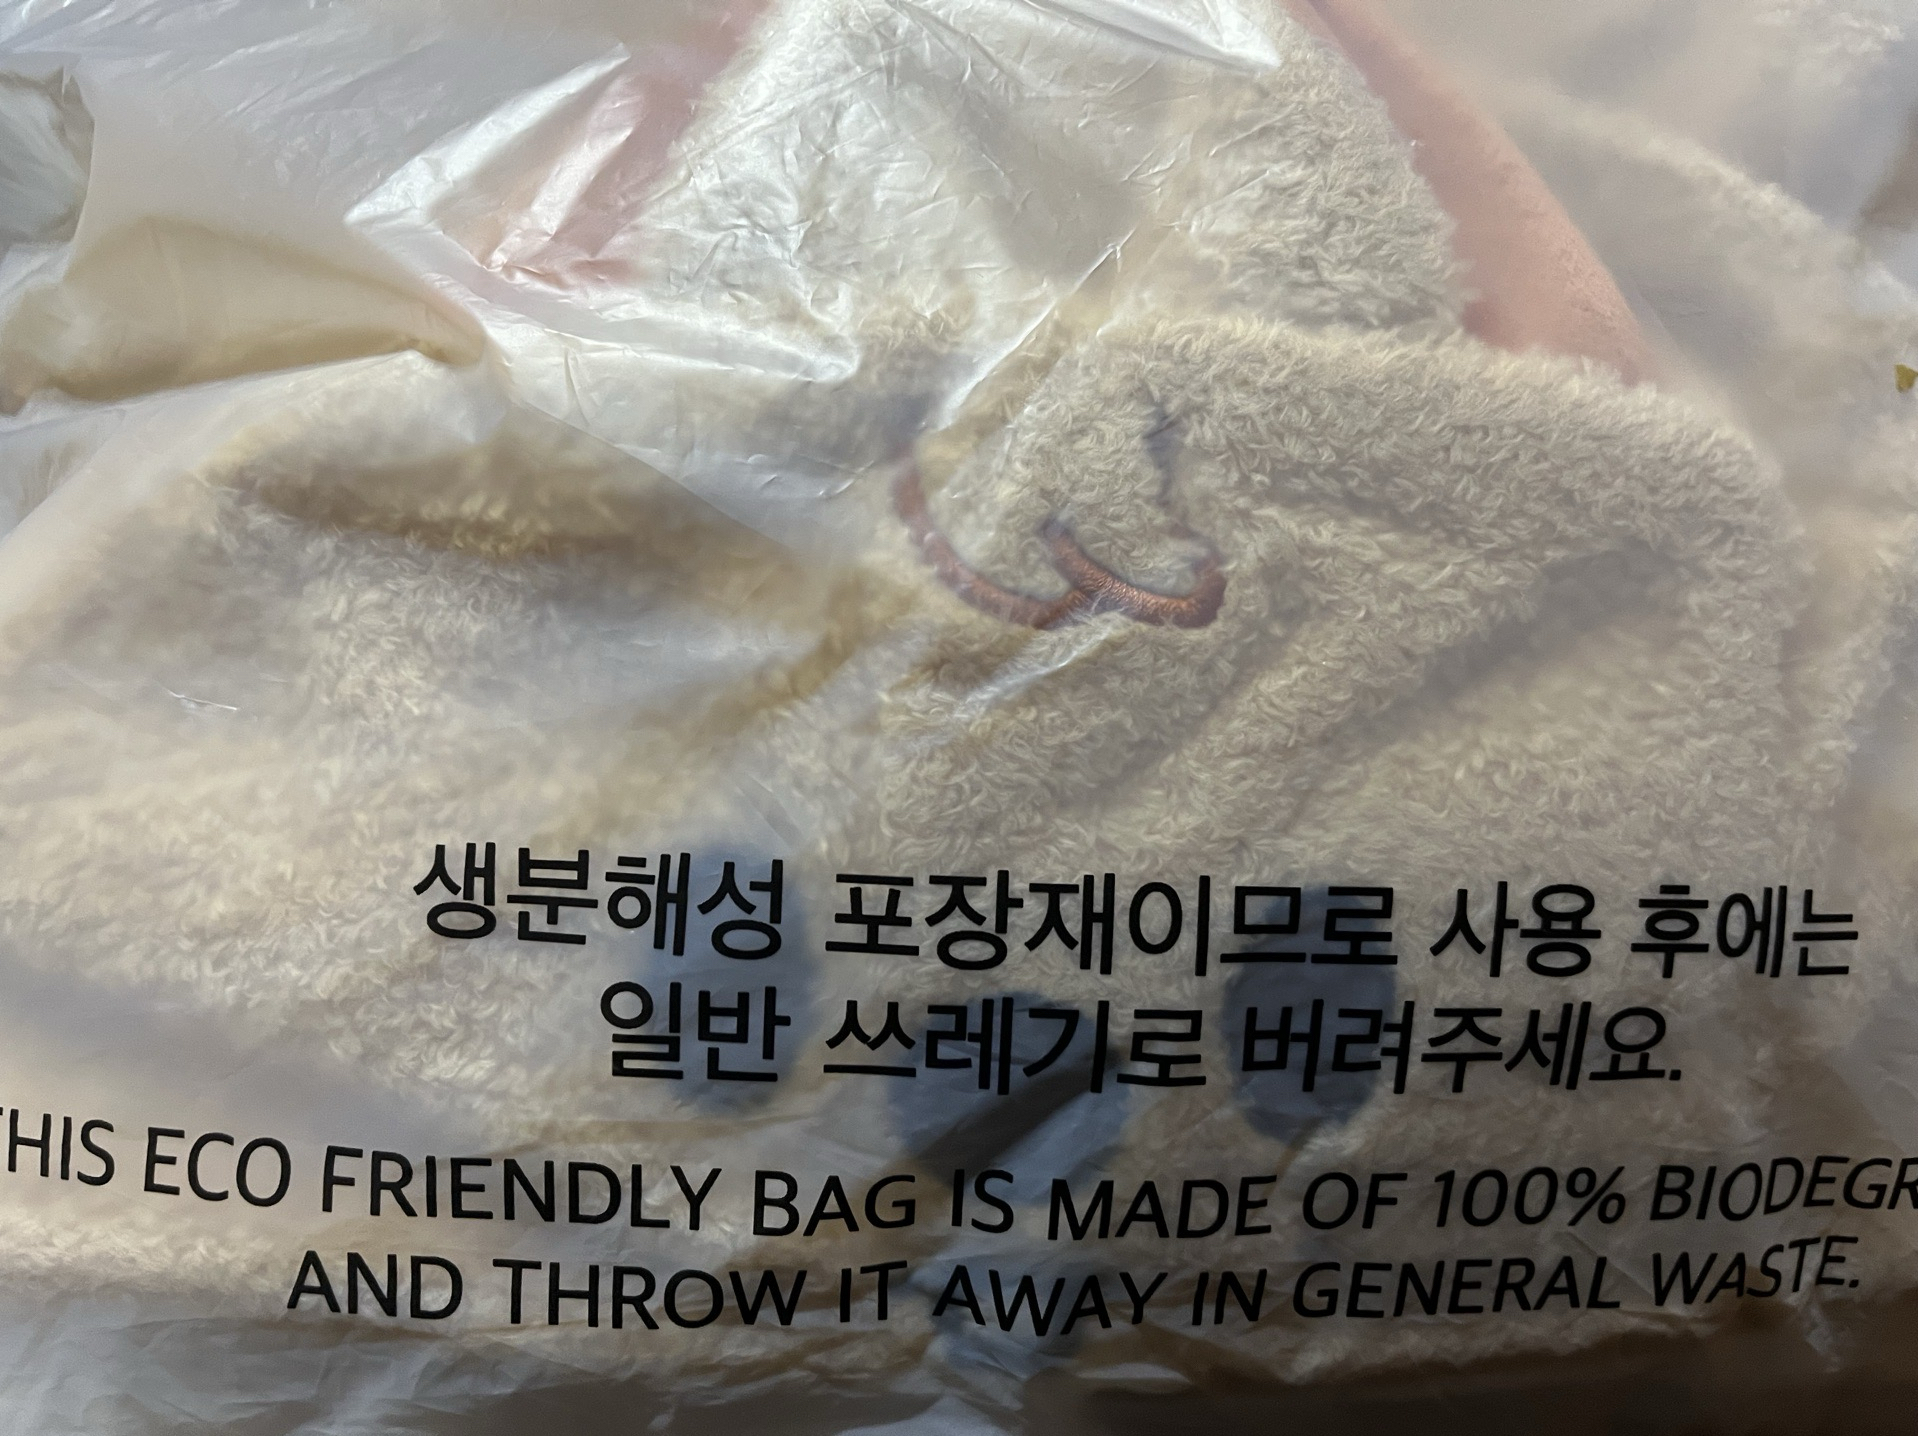 생분해성 포장재이므로 사용 후에는
일반 쓰레기로 버려주세요.
THIS ECO FRIENDLY BAG IS MADE OF 100%
AND THROW IT AWAY IN GENERAL WASTE.